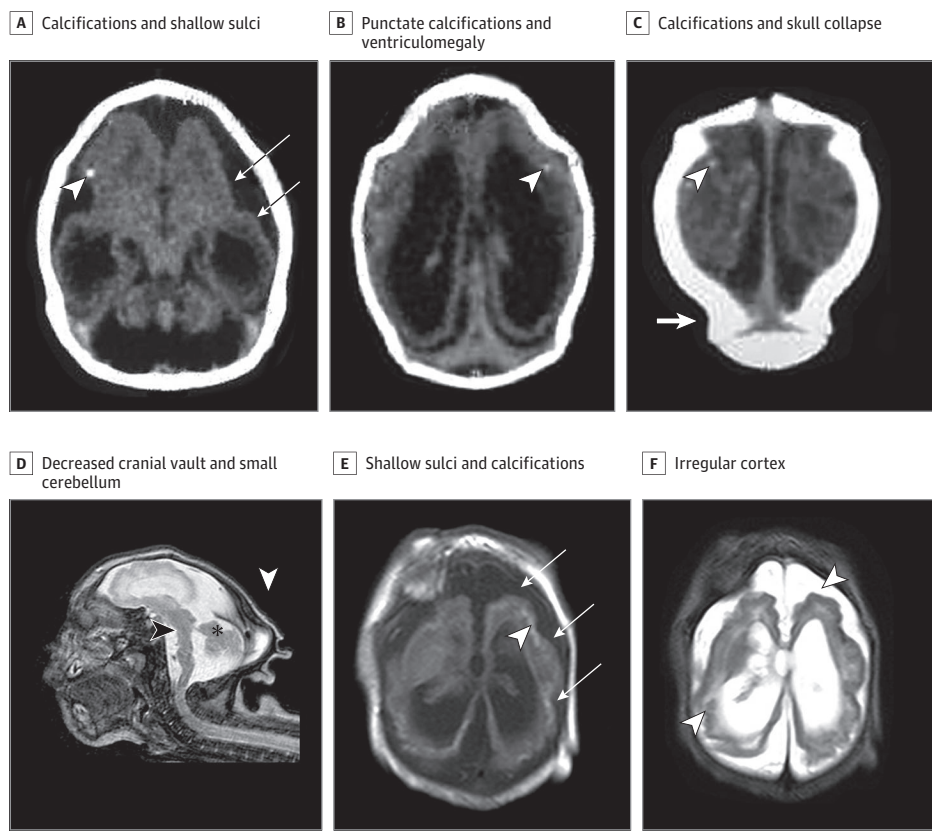 A Calcifications and shallow sulci
B Punctate calcifications and
ventriculomegaly
C Calcifications and skull collapse
D Decreased cranial vault and small
cerebellum
E Shallow sulci and calcifications
F Irregular cortex
*